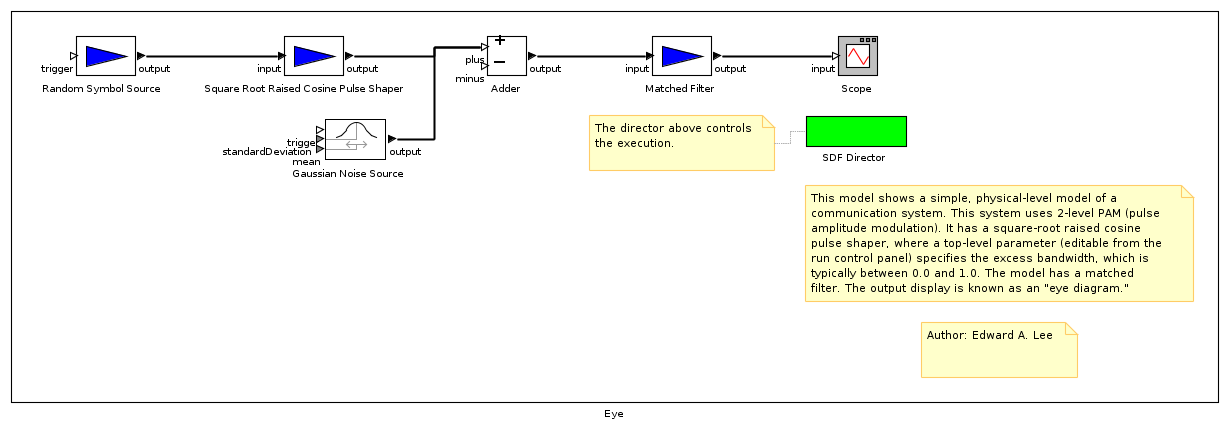 trigger
output
Random Symbol Source
input
output
Square Root Raised Cosine Pulse Shaper
+
plus
−
minus
output
Adder
input
output
Matched Filter
input
Scope
trigge
standardDeviation
mean
output
Gaussian Noise Source
The director above controls
the execution.
SDF Director
This model shows a simple, physical-level model of a
communication system. This system uses 2-level PAM (pulse
amplitude modulation). It has a square-root raised cosine
pulse shaper, where a top-level parameter (editable from the
run control panel) specifies the excess bandwidth, which is
typically between 0.0 and 1.0. The model has a matched
filter. The output display is known as an "eye diagram."
Author: Edward A. Lee
Eye